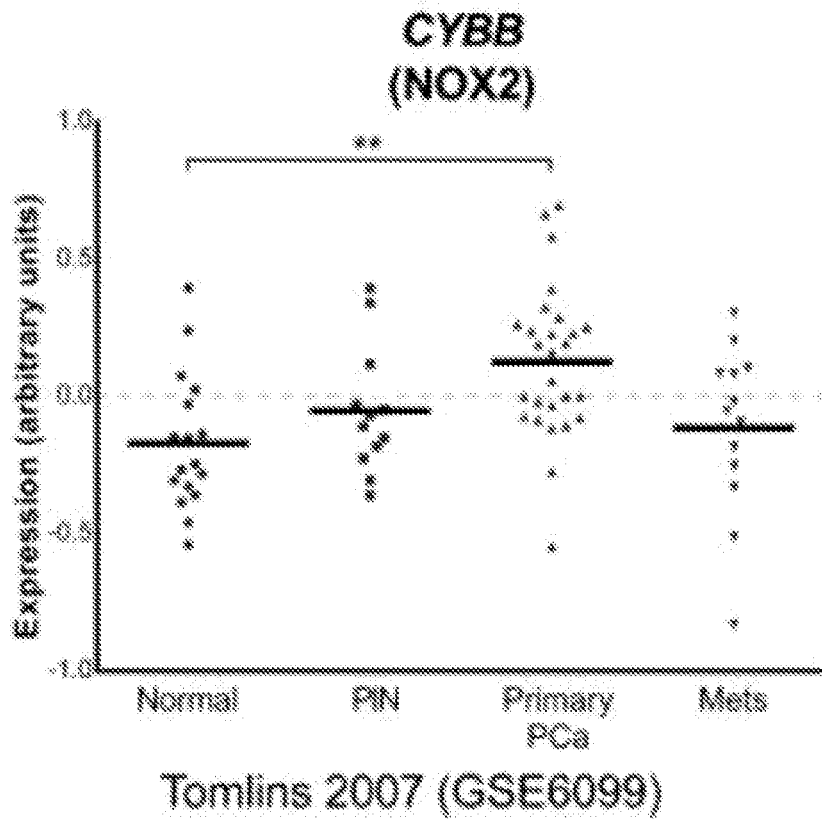 CYBB
(NOX2)
**
Expression (arbitrary units)
1.0
0.5
0.0
-0.5
-1.0
Normal
PIN
Primary
PCa
Mets
Tomlins 2007 (GSE6099)